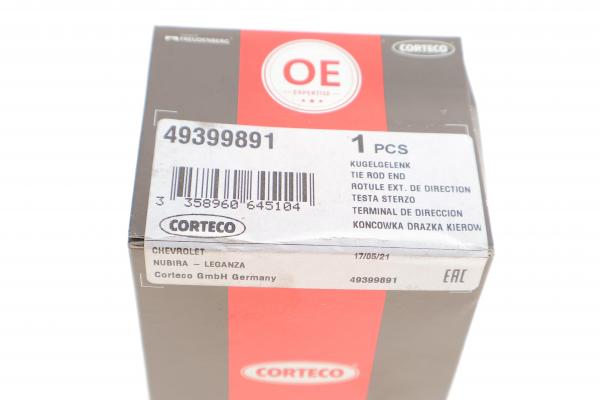 FREUDENBERG
OE
EXPERTISE
CORTECO
49399891
1 PCS
KUGELGELENK
TIE ROD END
ROTULE EXT. DE DIRECTION
TESTA STERZO
TERMINAL DE DIRECCION
KONCOWKA DRAZKA KIEROW
3 358960 645104
CORTECO
CHEVROLET
NUBIRA - LEGANZA
Corteco GmbH Germany
17/05/21
49399891
EAC
CORTECO